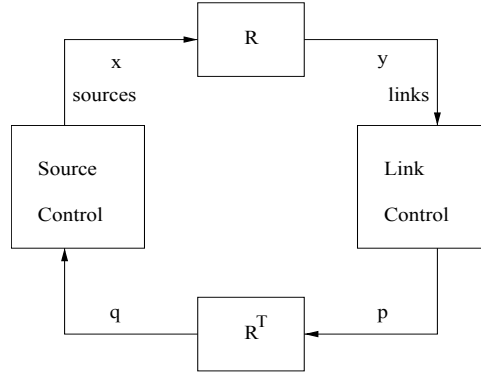 R
x
y
sources
links
Source
Control
Link
Control
q
p
R^T